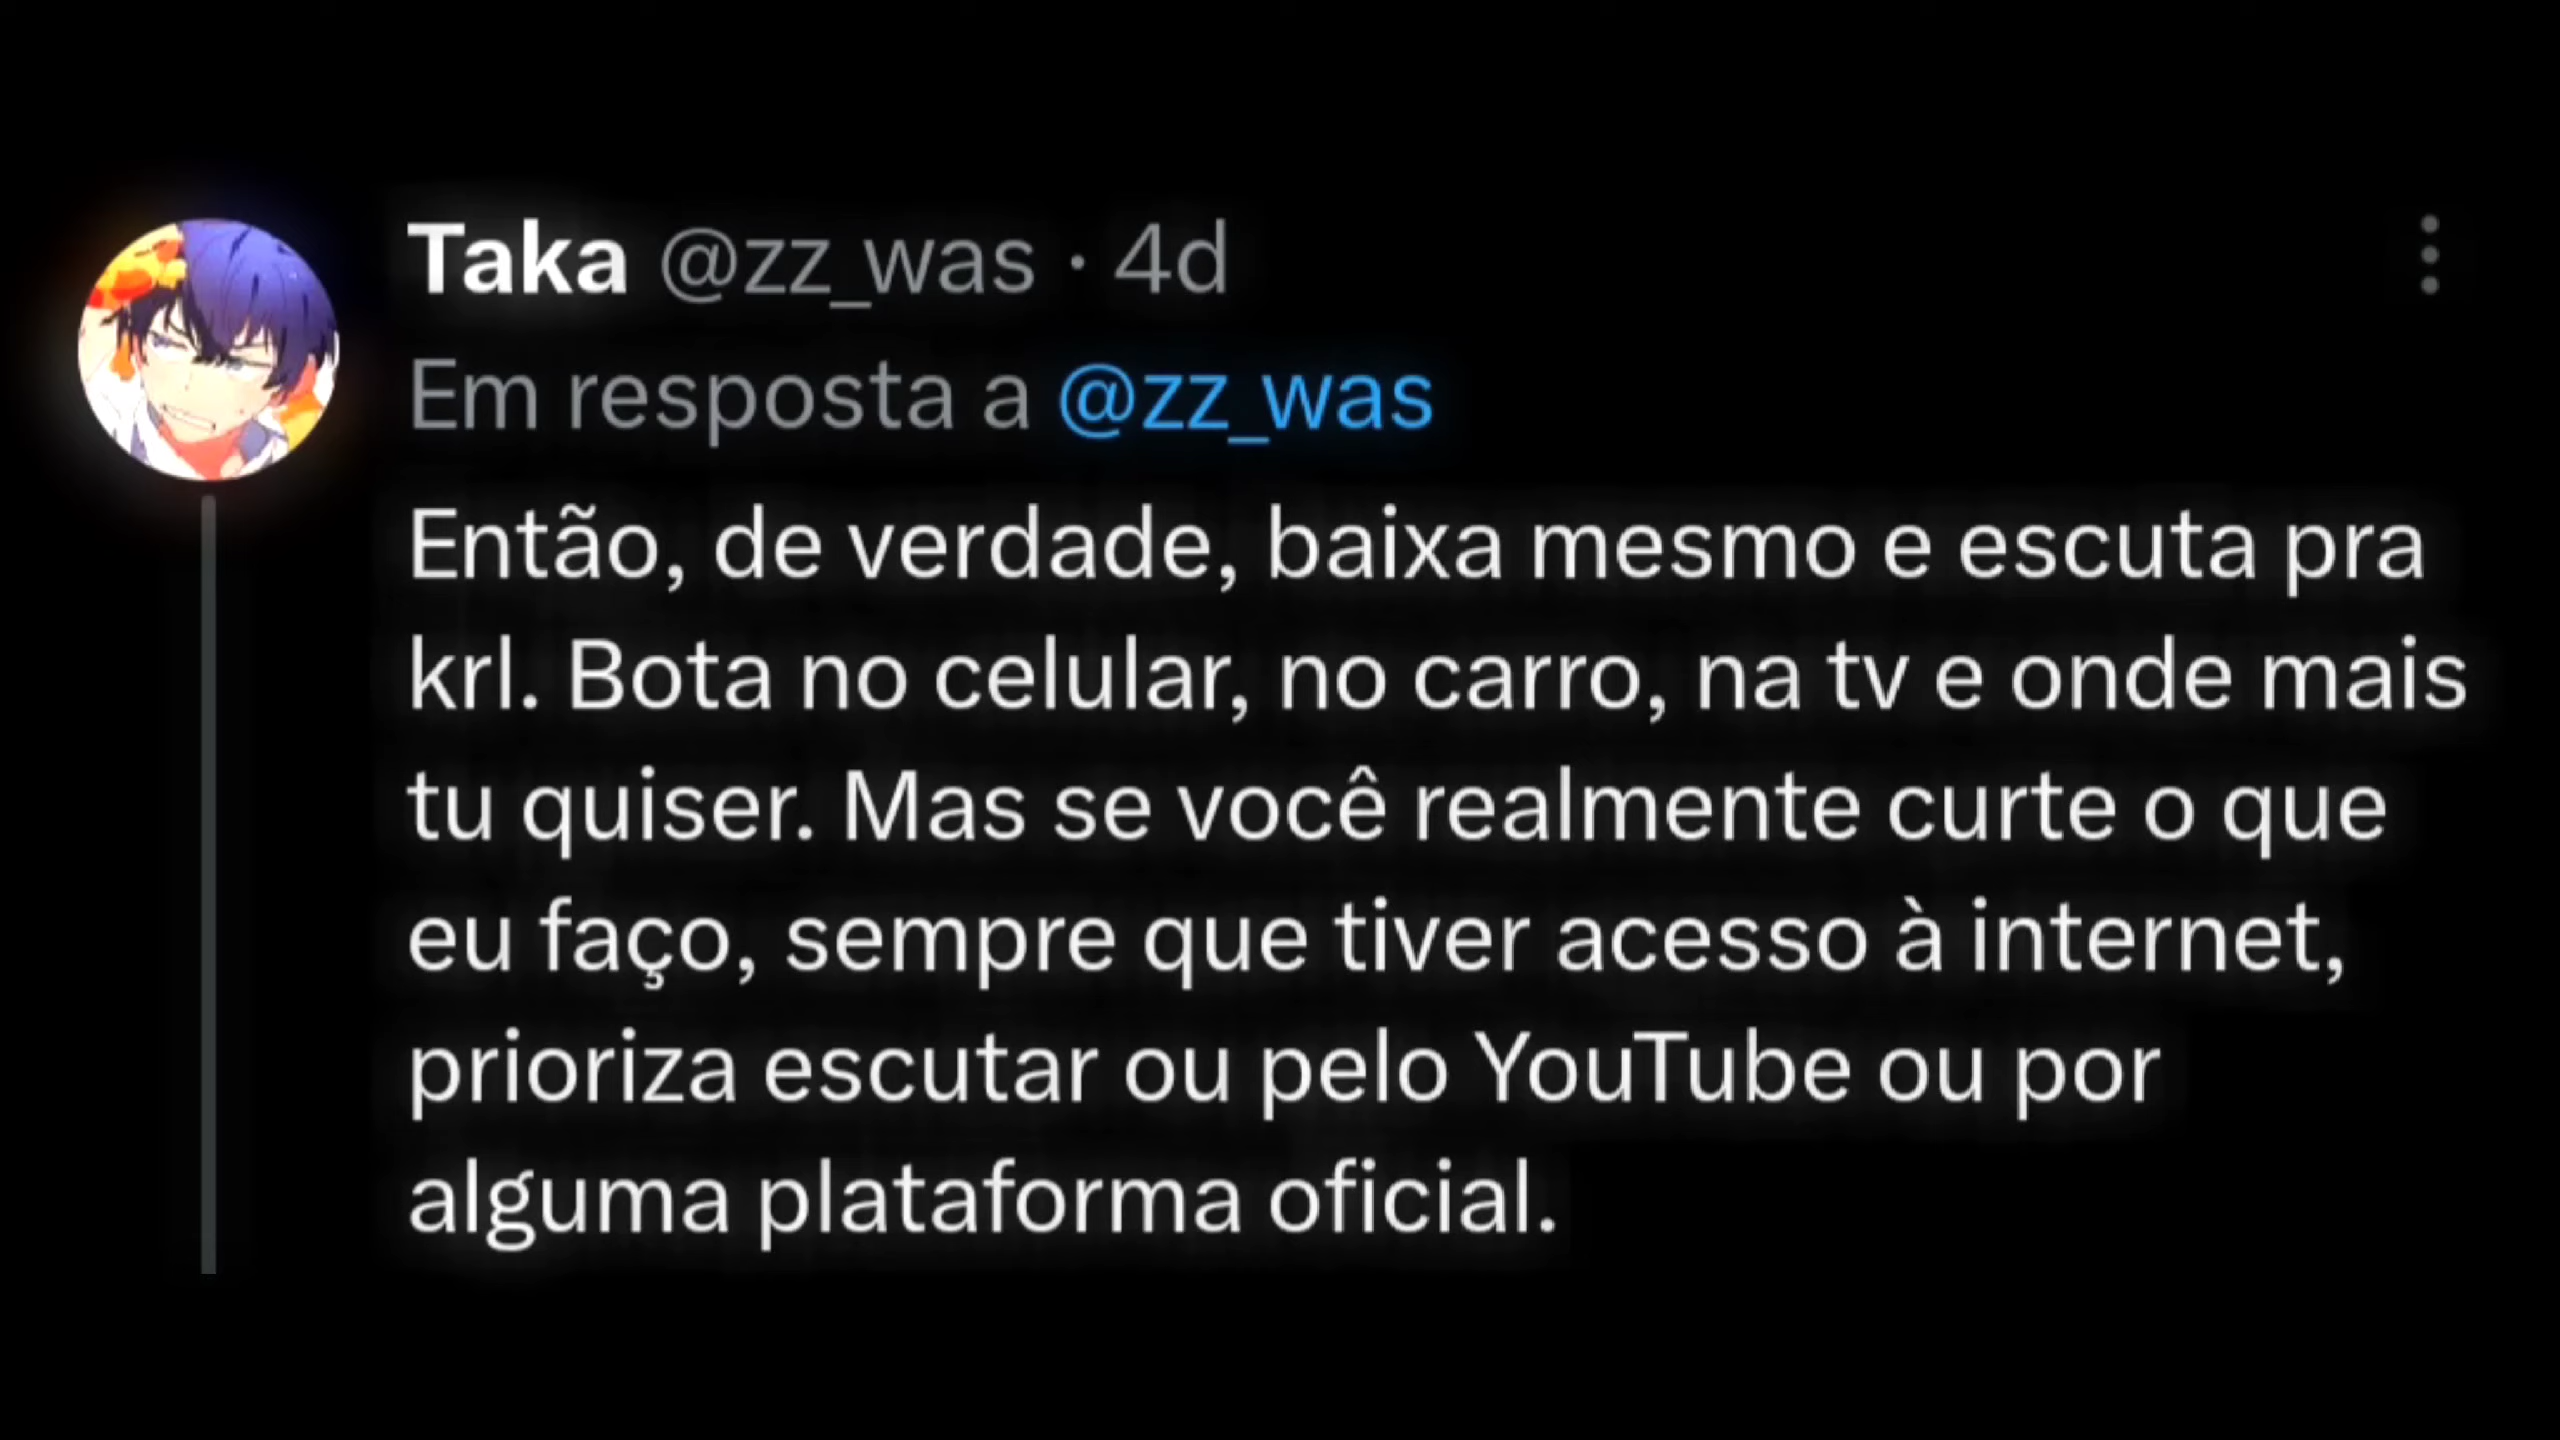 Taka @zz_was · 4d
Em resposta a @zz_was
Então, de verdade, baixa mesmo e escuta pra
krl. Bota no celular, no carro, na tv e onde mais
tu quiser. Mas se você realmente curte o que
eu faço, sempre que tiver acesso à internet,
prioriza escutar ou pelo YouTube ou por
alguma plataforma oficial.